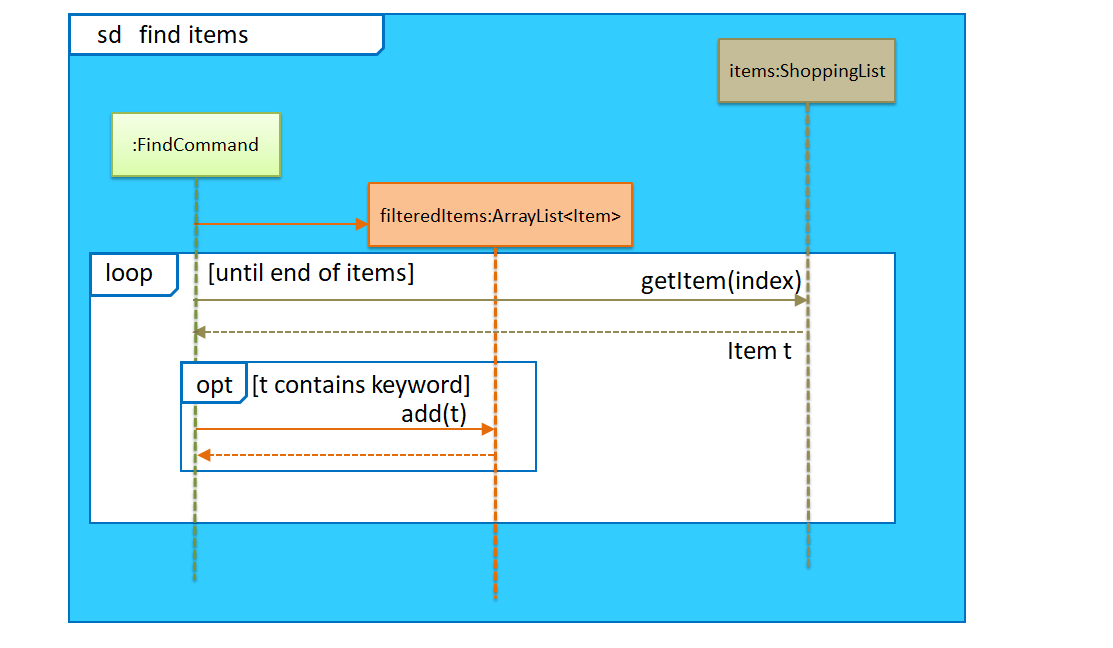 sd find items
items:ShoppingList
:FindCommand
filteredItems:ArrayList<Item>
loop
[until end of items]
getItem(index)
Item t
opt
[t contains keyword]
add(t)